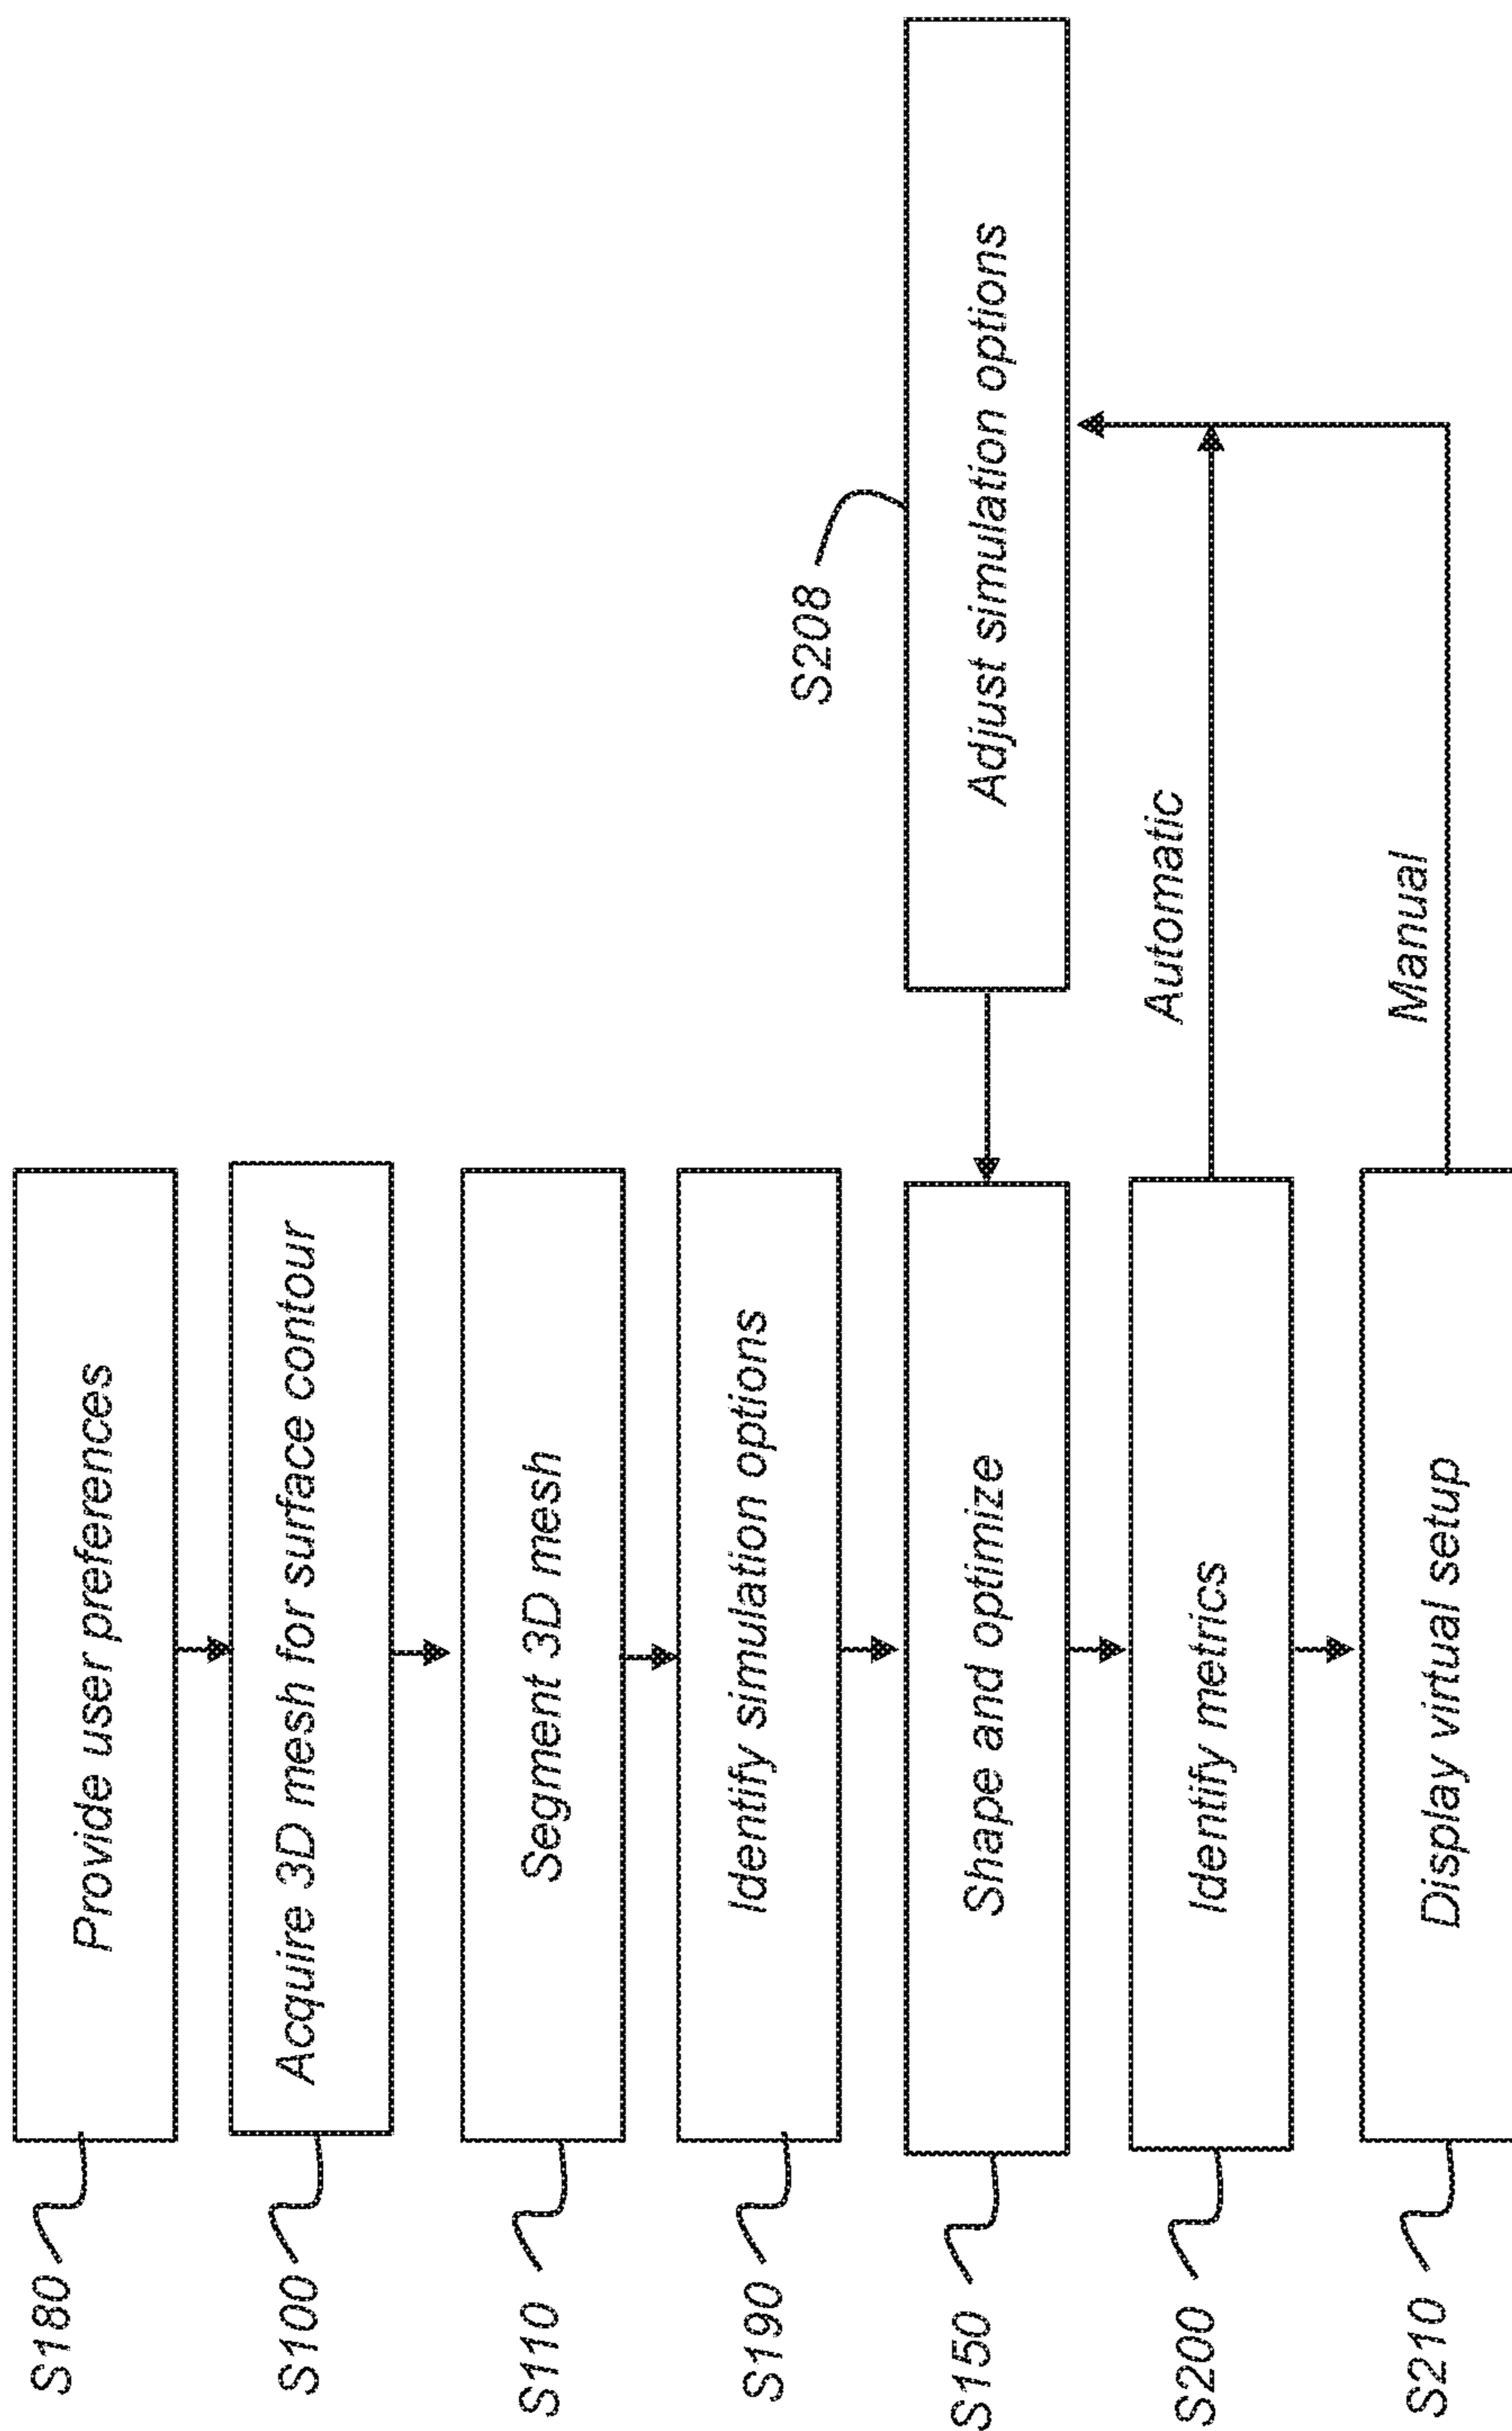 S180
Provide user preferences
S100
Acquire 3D mesh for surface contour
S110
Segment 3D mesh
S190
Identify simulation options
S208
S150
Shape and optimize
Adjust simulation options
S200
Identify metrics
Automatic
S210
Display virtual setup
Manual